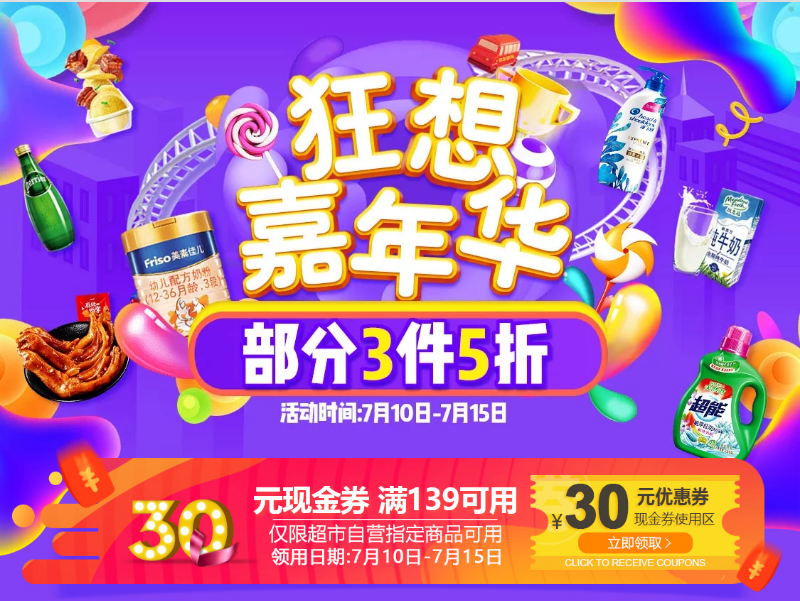 狂想
嘉年华
部分3件5折
活动时间:7月10日-7月15日
head & shoulders
Friso 美素佳儿
幼儿配方奶粉
(12-36月龄,3段)
纯牛奶
超能
30
元现金券 满139可用
仅限超市自营指定商品可用
领用日期:7月10日-7月15日
¥30 元优惠券
现金券使用区
立即领取 >
CLICK TO RECEIVE COUPONS
¥
¥